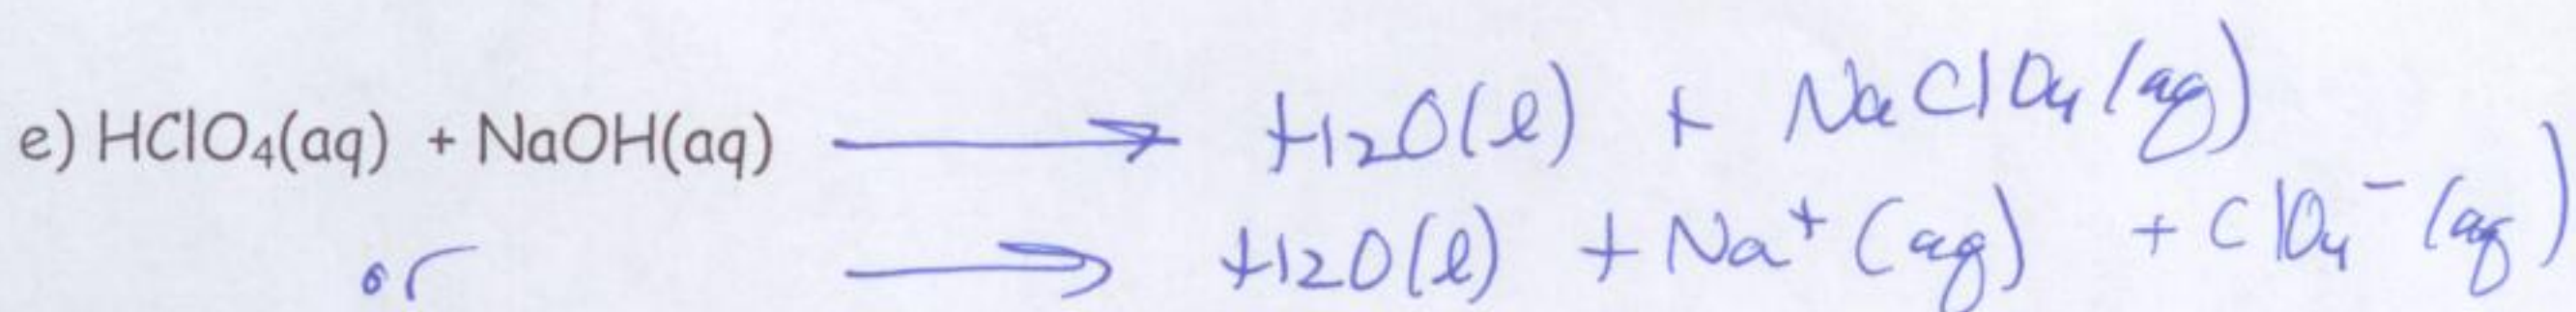 e) HClO₄(aq) + NaOH(aq) ⟶ H₂O(l) + NaClO₄(aq)
or ⟶ H₂O(l) + Na⁺(aq) + ClO₄⁻(aq)